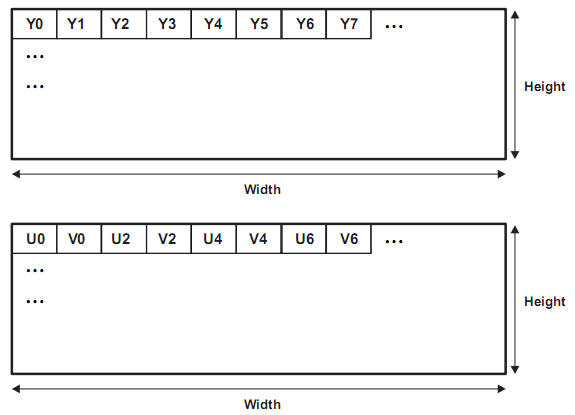 Y0 Y1 Y2 Y3 Y4 Y5 Y6 Y7 ...
...
...
Height
Width
U0 V0 U2 V2 U4 V4 U6 V6 ...
...
...
Height
Width